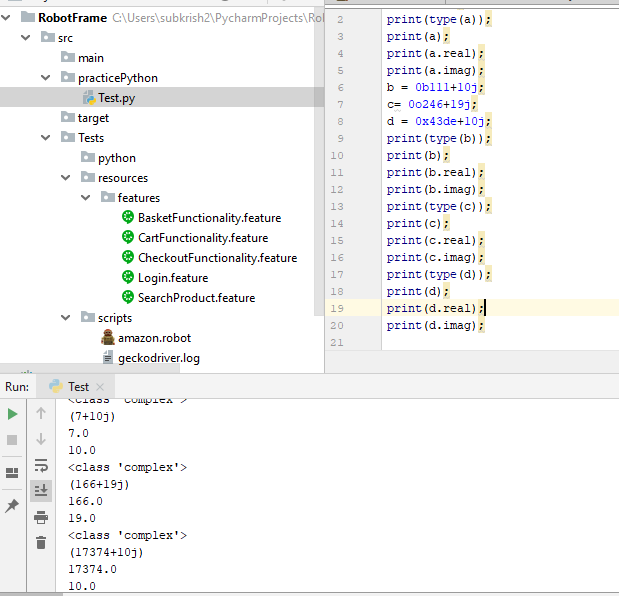 RobotFrame C:\Users\subkrish2\PycharmProjects\Rob
src
main
practicePython
Test.py
target
Tests
python
resources
features
BasketFunctionality.feature
CartFunctionality.feature
CheckoutFunctionality.feature
Login.feature
SearchProduct.feature
scripts
amazon.robot
geckodriver.log
2 print(type(a));
3 print(a);
4 print(a.real);
5 print(a.imag);
6 b = 0b111+10j;
7 c= 0o246+19j;
8 d = 0x43de+10j;
9 print(type(b));
10 print(b);
11 print(b.real);
12 print(b.imag);
13 print(type(c));
14 print(c);
15 print(c.real);
16 print(c.imag);
17 print(type(d));
18 print(d);
19 print(d.real);
20 print(d.imag);
21
Run: Test
<class 'complex'>
(7+10j)
7.0
10.0
<class 'complex'>
(166+19j)
166.0
19.0
<class 'complex'>
(17374+10j)
17374.0
10.0